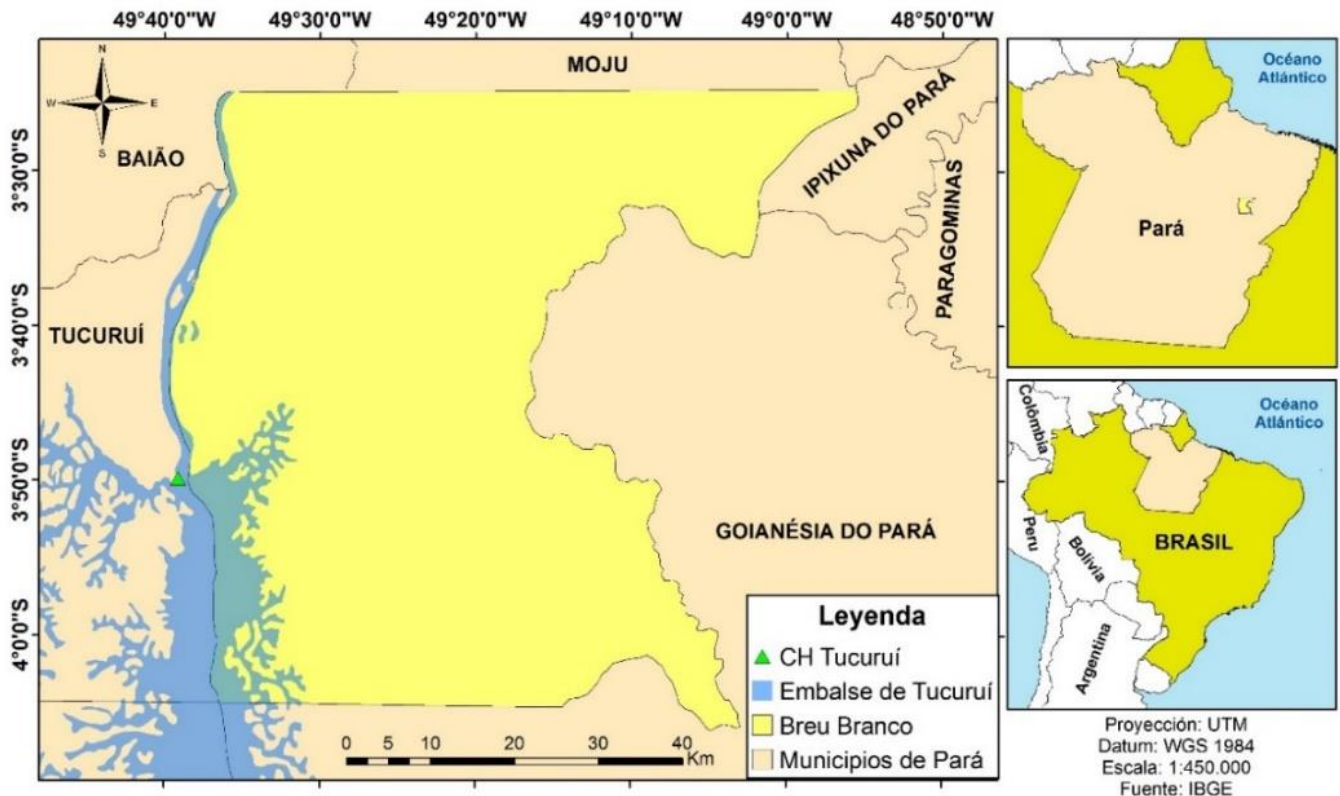 49°40'0"W 49°30'0"W 49°20'0"W 49°10'0"W 49°0'0"W 48°50'0"W
N
W E
S
MOJU
BAIÃO
IPIXUNA DO PARÁ
PARAGOMINAS
TUCURUÍ
GOIANÉSIA DO PARÁ
3°30'0"S
3°40'0"S
3°50'0"S
4°0'0"S
Leyenda
CH Tucuruí
Embalse de Tucuruí
Breu Branco
Municipios de Pará
0 5 10 20 30 40
Km
Océano
Atlántico
Pará
Océano
Atlántico
Colômbia
Peru
Bolívia
BRASIL
Argentina
Proyección: UTM
Datum: WGS 1984
Escala: 1:450.000
Fuente: IBGE